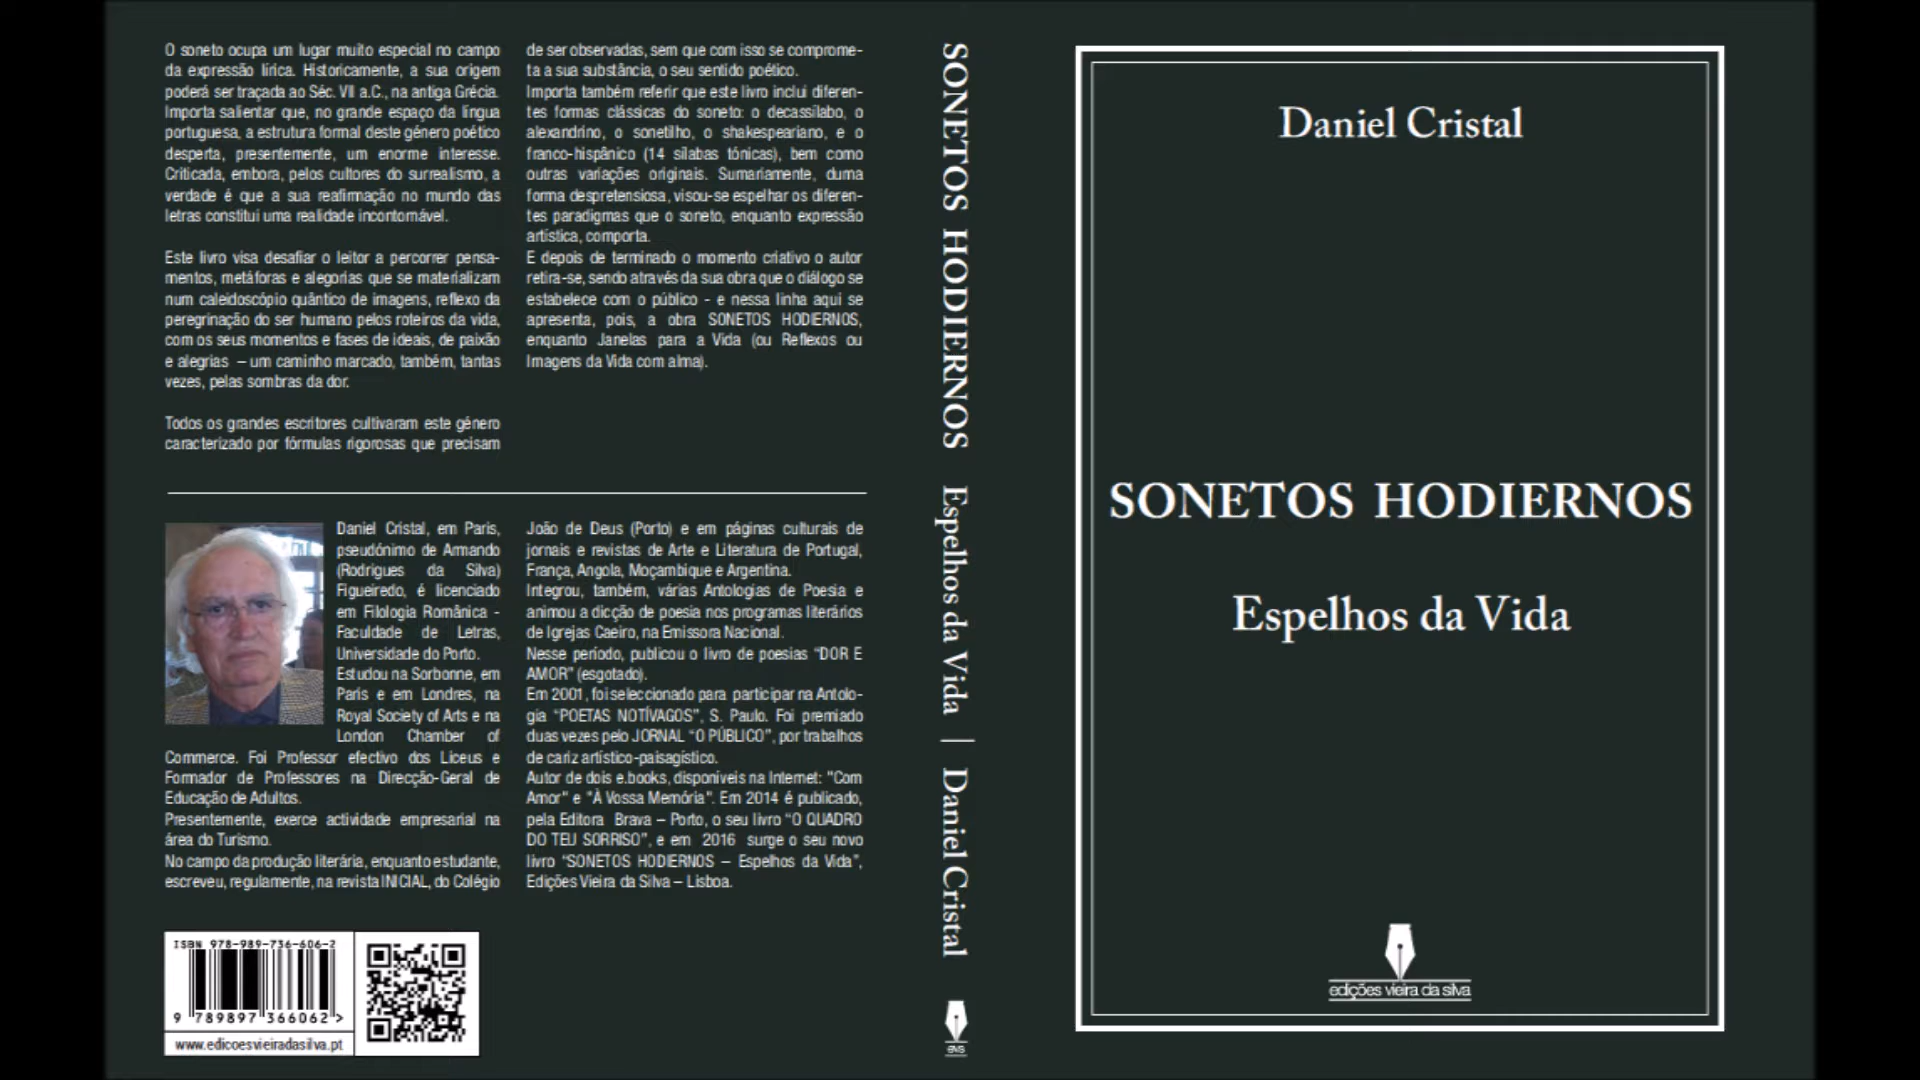 O soneto ocupa um lugar muito especial no campo
da expressão lírica. Historicamente, a sua origem
poderá ser traçada ao Séc. VII a.C., na antiga Grécia.
Importa salientar que, no grande espaço da língua
portuguesa, a estrutura formal deste género poético
desperta, presentemente, um enorme interesse.
Criticada, embora, pelos cultores do surrealismo, a
verdade é que a sua reafirmação no mundo das
letras constitui uma realidade incontornável.
Este livro visa desafiar o leitor a percorrer pensa-
mentos, metáforas e alegorias que se materializam
num caleidoscópio quântico de imagens, reflexo da
peregrinação do ser humano pelos roteiros da vida,
com os seus momentos e fases de ideais, de paixão
e alegrias – um caminho marcado, também, tantas
vezes, pelas sombras da dor.
Todos os grandes escritores cultivaram este género
caracterizado por fórmulas rigorosas que precisam
de ser observadas, sem que com isso se comprome-
ta a sua substância, o seu sentido poético.
Importa também referir que este livro inclui diferen-
tes formas clássicas do soneto: o decassílabo, o
alexandrino, o sonetilho, o shakespeariano, e o
franco-hispânico (14 sílabas tónicas), bem como
outras variações originais. Sumariamente, duma
forma despretensiosa, visou-se espelhar os diferen-
tes paradigmas que o soneto, enquanto expressão
artística, comporta.
E depois de terminado o momento criativo o autor
retira-se, sendo através da sua obra que o diálogo se
estabelece com o público - e nessa linha aqui se
apresenta, pois, a obra SONETOS HODIERNOS,
enquanto Janelas para a Vida (ou Reflexos ou
Imagens da Vida com alma).
Daniel Cristal, em Paris,
pseudónimo de Armando
(Rodrigues da Silva)
Figueiredo, é licenciado
em Filologia Românica -
Faculdade de Letras,
Universidade do Porto.
Estudou na Sorbonne, em
Paris e em Londres, na
Royal Society of Arts e na
London Chamber of
Commerce. Foi Professor efectivo dos Liceus e
Formador de Professores na Direcção-Geral de
Educação de Adultos.
Presentemente, exerce actividade empresarial na
área do Turismo.
No campo da produção literária, enquanto estudante,
escreveu, regulamente, na revista INICIAL, do Colégio
João de Deus (Porto) e em páginas culturais de
jornais e revistas de Arte e Literatura de Portugal,
França, Angola, Moçambique e Argentina.
Integrou, também, várias Antologias de Poesia e
animou a dicção de poesia nos programas literários
de Igrejas Caeiro, na Emissora Nacional.
Nesse período, publicou o livro de poesias “DOR E
AMOR” (esgotado).
Em 2001, foi seleccionado para participar na Antolo-
gia “POETAS NOTÍVAGOS”, S. Paulo. Foi premiado
duas vezes pelo JORNAL “O PÚBLICO”, por trabalhos
de cariz artístico-paisagístico.
Autor de dois e.books, disponíveis na Internet: "Com
Amor" e "À Vossa Memória". Em 2014 é publicado,
pela Editora Brava – Porto, o seu livro “O QUADRO
DO TEU SORRISO”, e em 2016 surge o seu novo
livro “SONETOS HODIERNOS – Espelhos da Vida”,
Edições Vieira da Silva – Lisboa.
ISBN 978-989-736-606-2
9 789897 366062 >
www.edicoesvieiradasilva.pt
SONETOS HODIERNOS Espelhos da Vida | Daniel Cristal
evs
Daniel Cristal
SONETOS HODIERNOS
Espelhos da Vida
edições vieira da silva